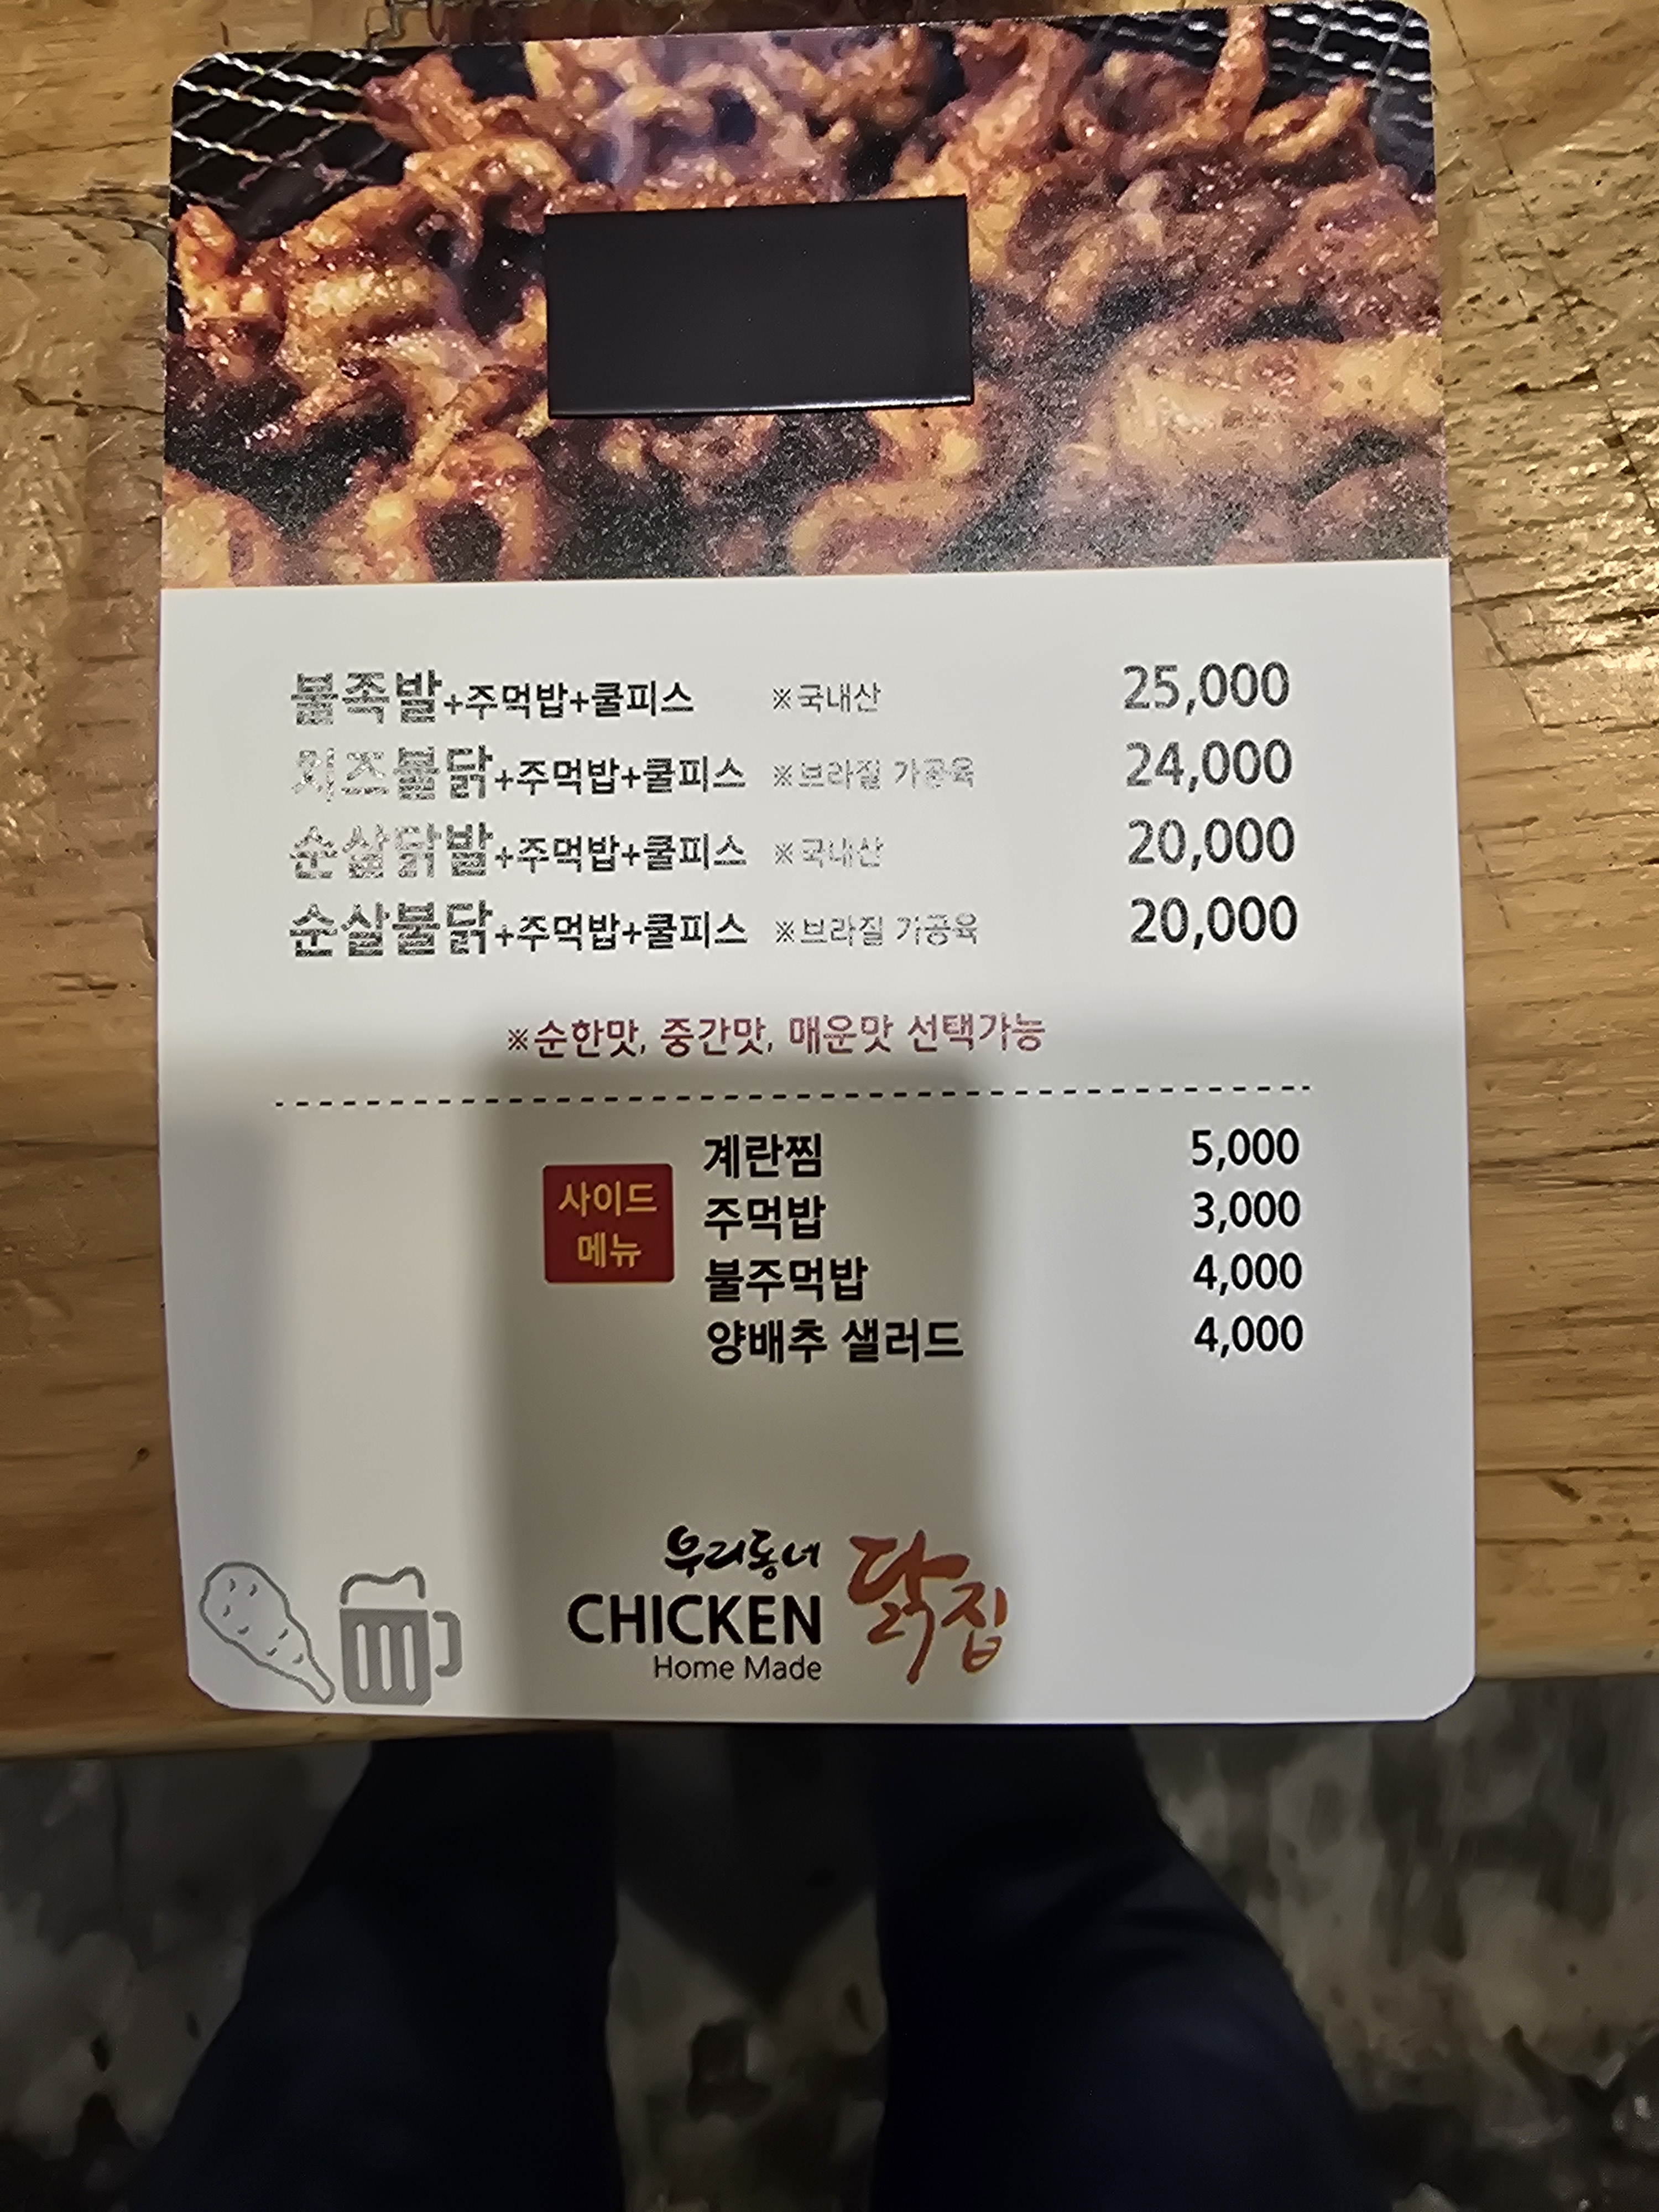 불족발+주먹밥+쿨피스 ※국내산 25,000
치즈불닭+주먹밥+쿨피스 ※브라질 가공육 24,000
순살닭발+주먹밥+쿨피스 ※국내산 20,000
순살불닭+주먹밥+쿨피스 ※브라질 가공육 20,000
※순한맛, 중간맛, 매운맛 선택가능
사이드
메뉴
계란찜 5,000
주먹밥 3,000
불주먹밥 4,000
양배추 샐러드 4,000
우리동네
CHICKEN
Home Made
닭집